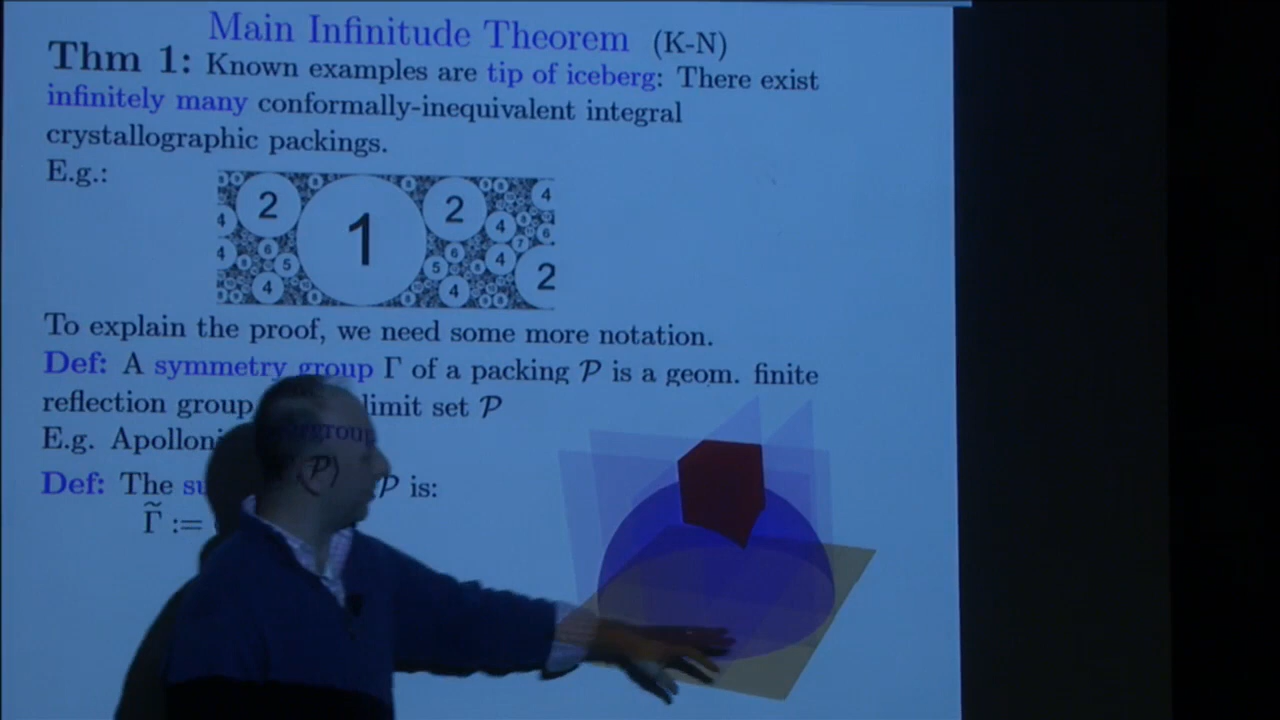 Main Infinitude Theorem (K-N)
Thm 1: Known examples are tip of iceberg: There exist
infinitely many conformally-inequivalent integral
crystallographic packings.
E.g.:
2 1 2 4
4 6 5 4
6 5 4
4 7 6
4 2
To explain the proof, we need some more notation.
Def: A symmetry group Γ of a packing 𝒫 is a geom. finite
reflection group limit set 𝒫
E.g. Apolloni group
Def: The su 𝒫 is:
Γ̃ := 𝒫)